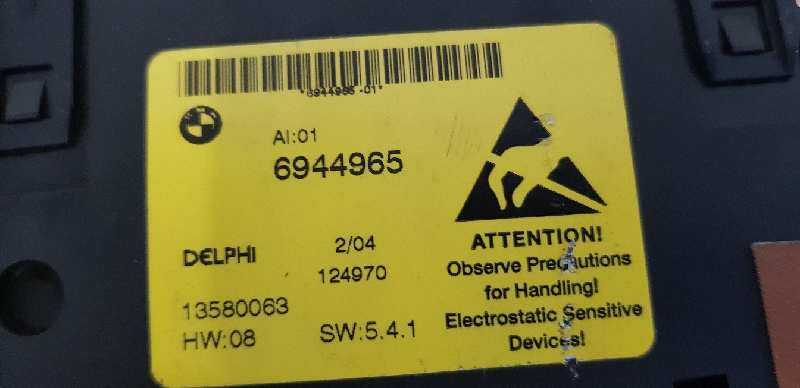 *6944965-01*
AI:01
6944965
DELPHI
2/04
124970
13580063
HW:08
SW:5.4.1
ATTENTION!
Observe Precautions
for Handling!
Electrostatic Sensitive
Devices!